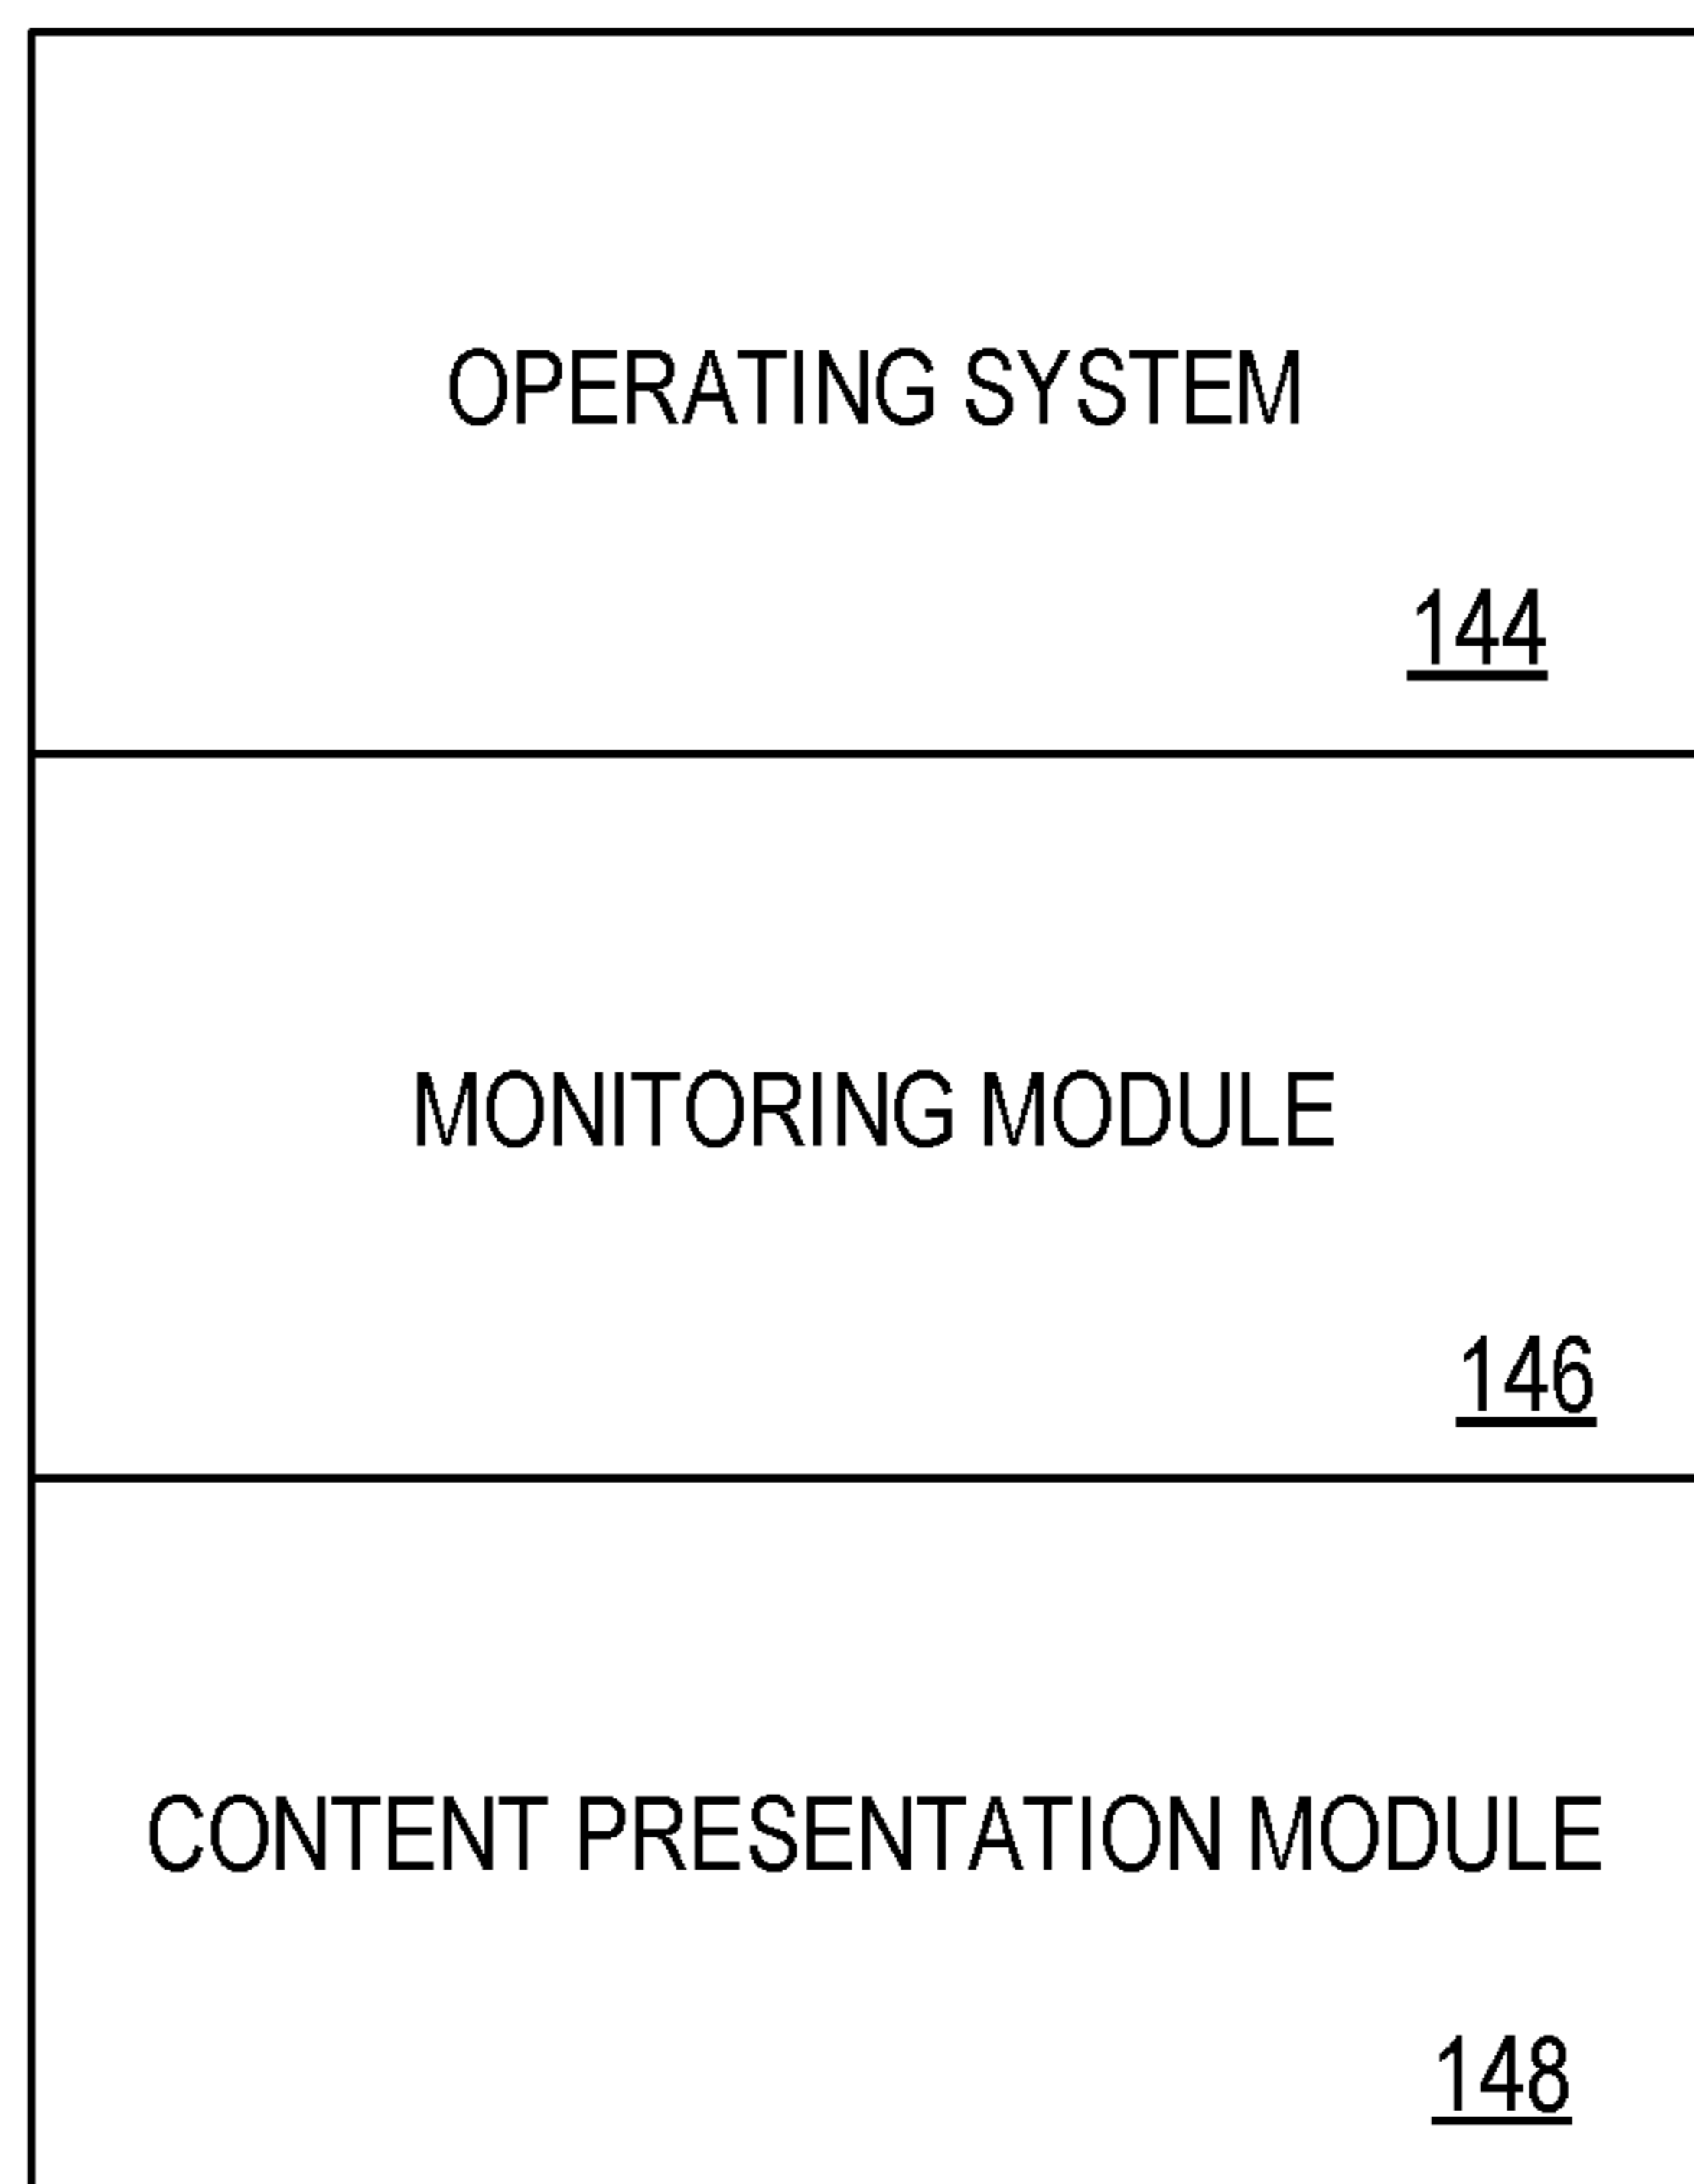 OPERATING SYSTEM
144
MONITORING MODULE
146
CONTENT PRESENTATION MODULE
148